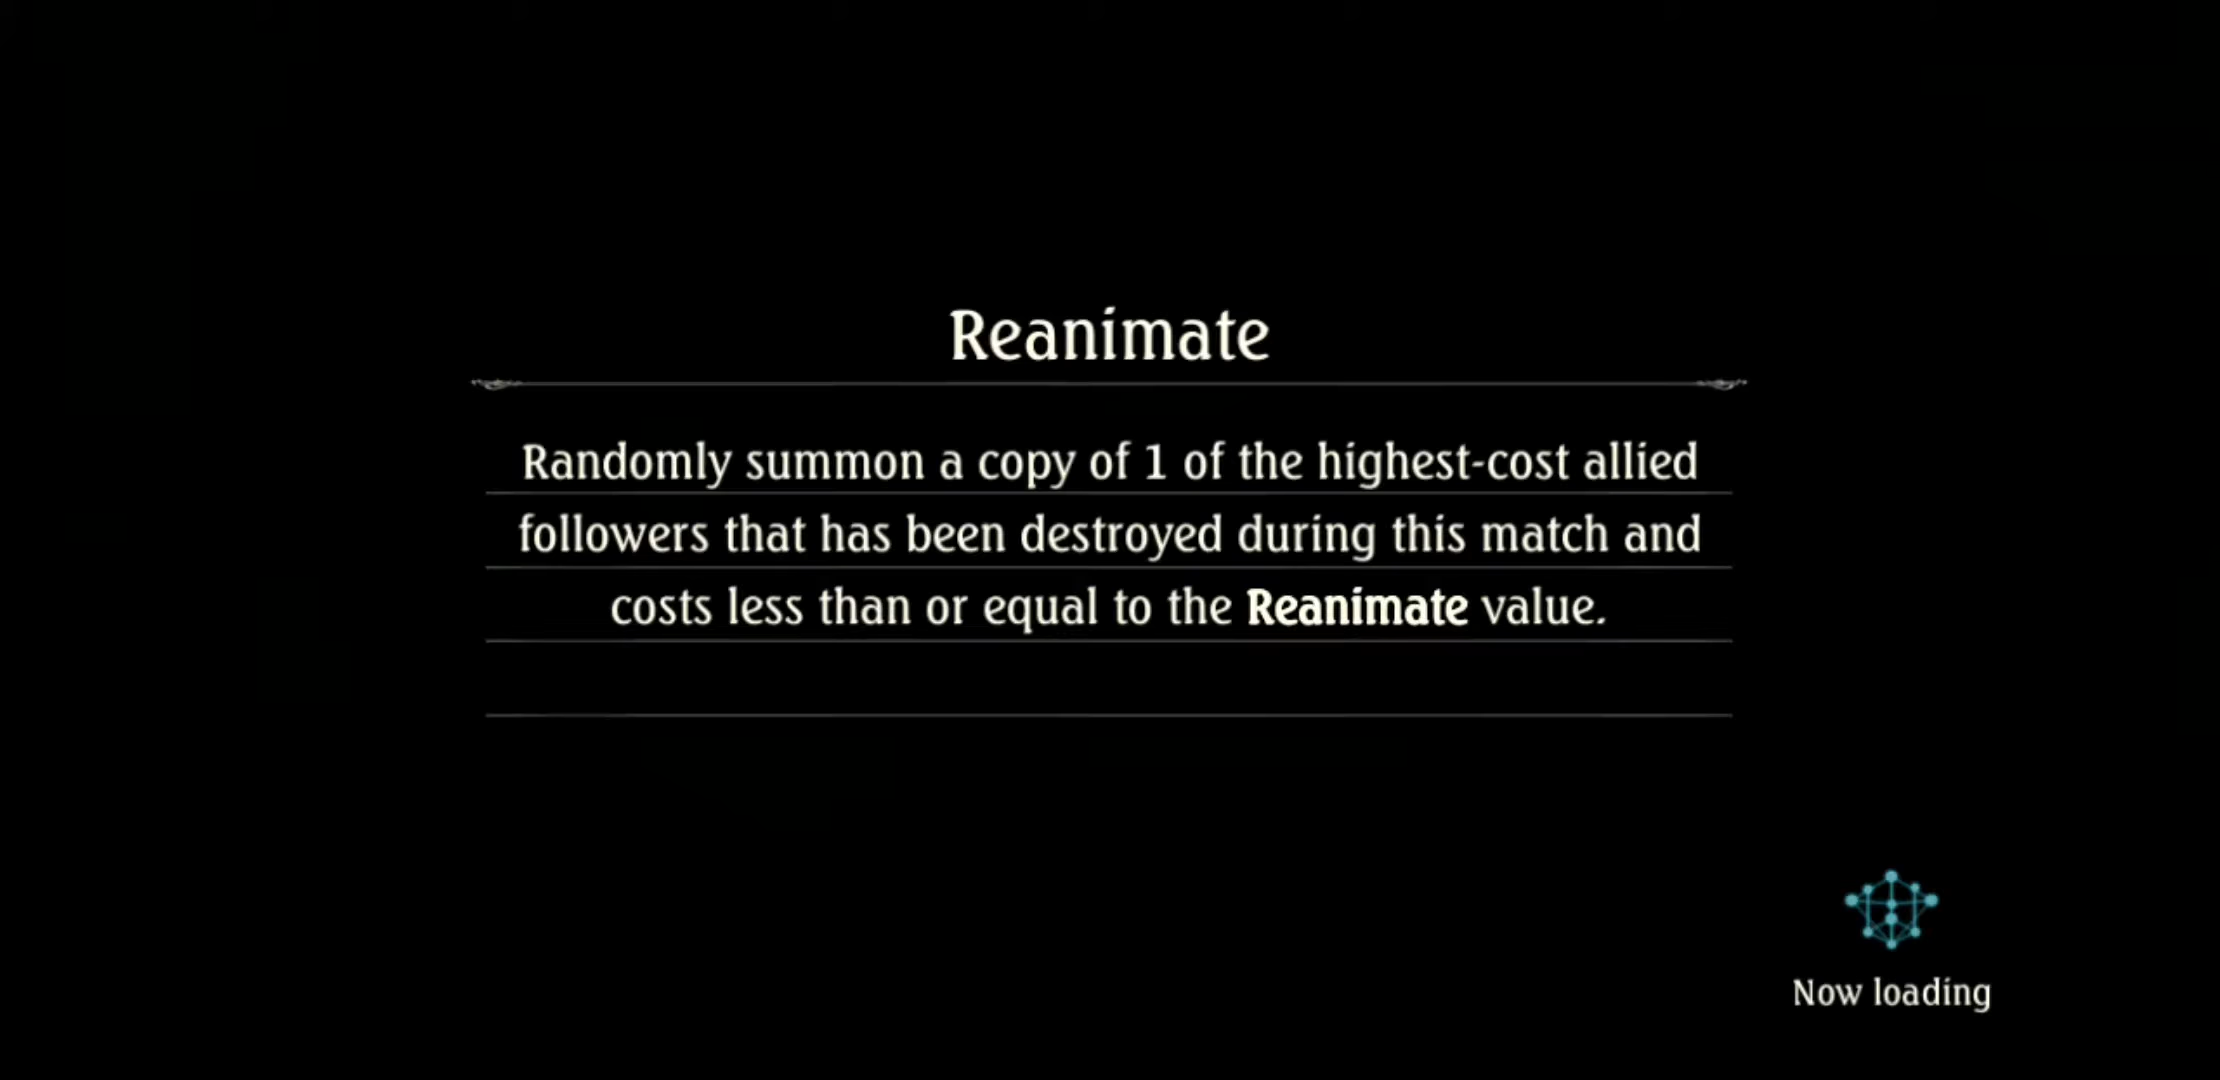 Reanimate
Randomly summon a copy of 1 of the highest-cost allied
followers that has been destroyed during this match and
costs less than or equal to the Reanimate value.
Now loading